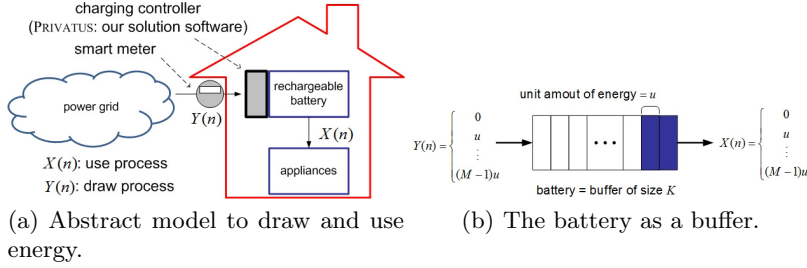 charging controller
(PRIVATUS: our solution software)
smart meter
power grid
rechargeable
battery
Y(n)
X(n)
appliances
X(n): use process
Y(n): draw process
(a) Abstract model to draw and use
energy.
unit amout of energy = u
Y(n) =
0
u
⋮
(M−1)u
•••
X(n) =
0
u
⋮
(M−1)u
battery = buffer of size K
(b) The battery as a buffer.